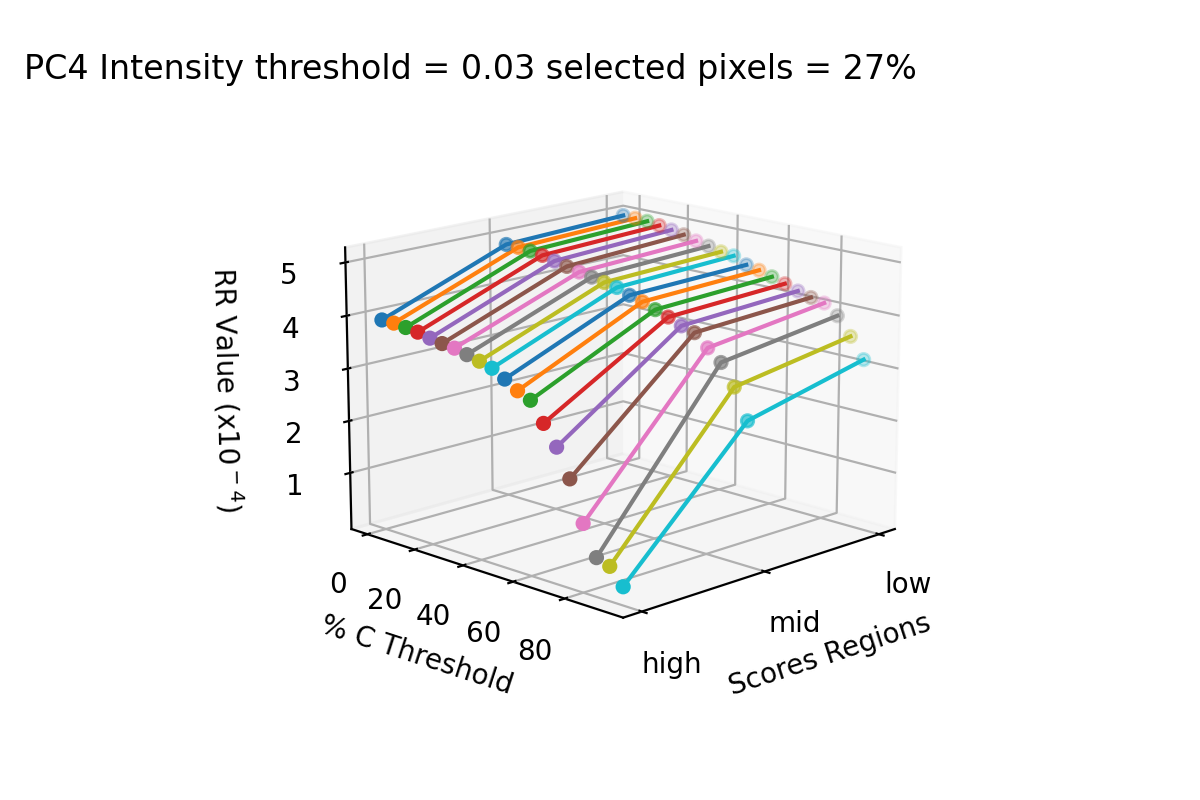 PC4 Intensity threshold = 0.03 selected pixels = 27%
RR Value (x10⁻⁴)
5
4
3
2
1
0
20
40
60
80
% C Threshold
high
mid
low
Scores Regions